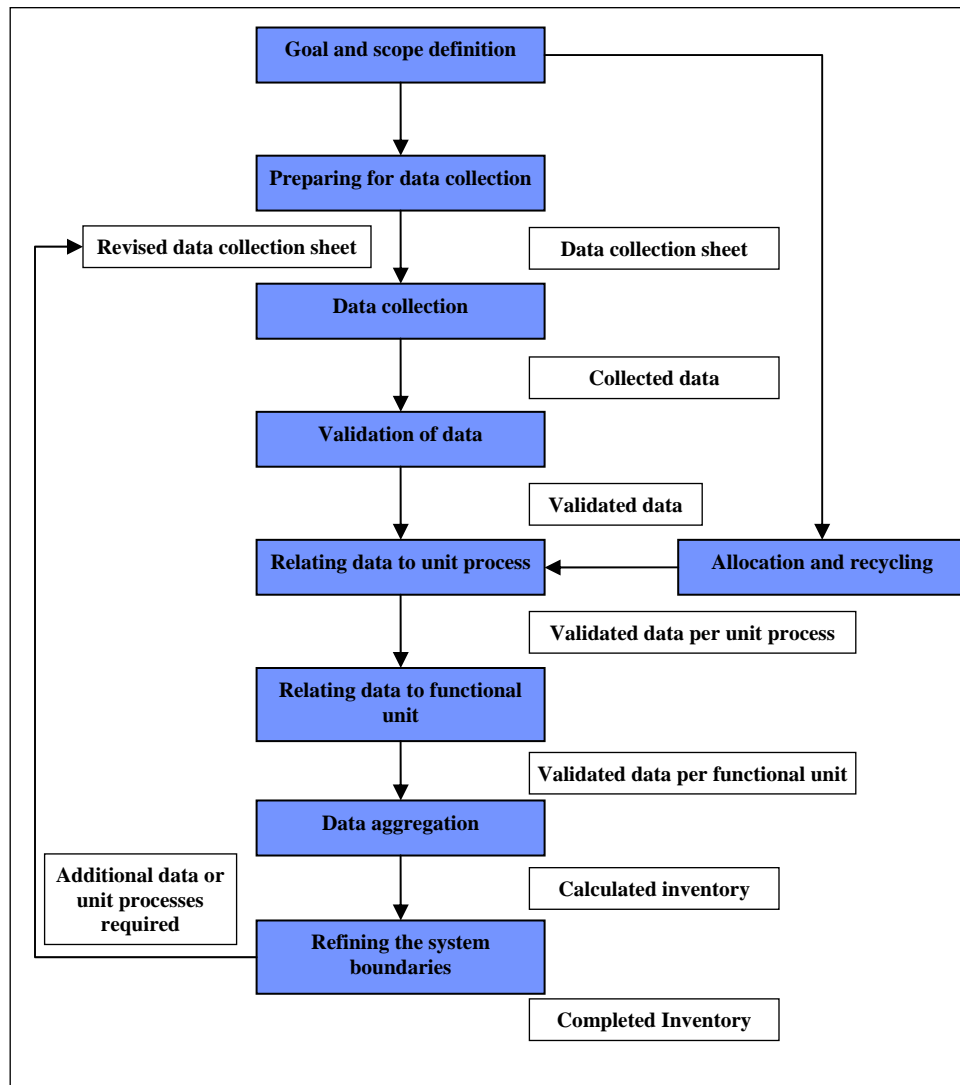 Goal and scope definition
Preparing for data collection
Revised data collection sheet
Data collection sheet
Data collection
Collected data
Validation of data
Validated data
Relating data to unit process
Allocation and recycling
Validated data per unit process
Relating data to functional
unit
Validated data per functional unit
Data aggregation
Additional data or
unit processes
required
Calculated inventory
Refining the system
boundaries
Completed Inventory